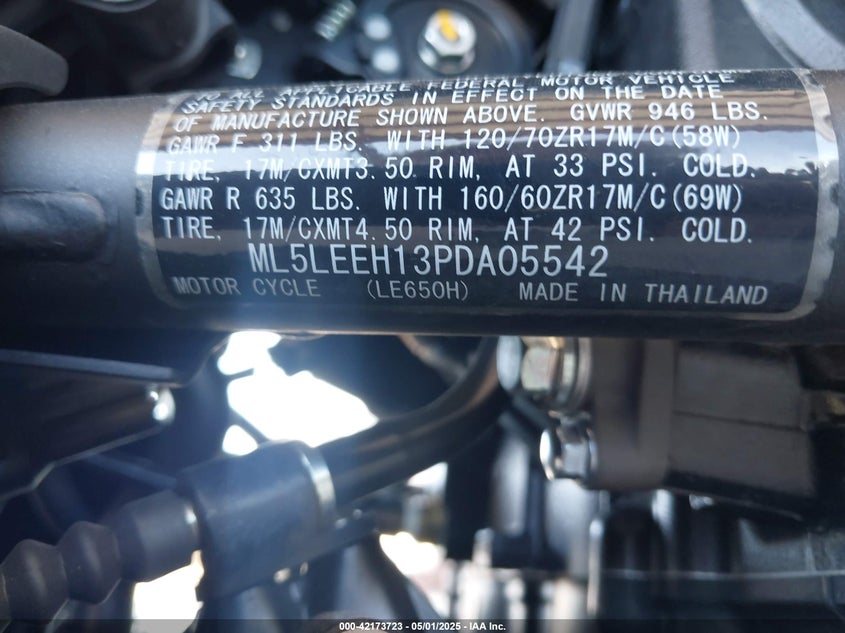 TO ALL APPLICABLE FEDERAL MOTOR VEHICLE
SAFETY STANDARDS IN EFFECT ON THE DATE
OF MANUFACTURE SHOWN ABOVE. GVWR 946 LBS.
GAWR F 311 LBS. WITH 120/70ZR17M/C(58W)
TIRE, 17M/CXMT3.50 RIM, AT 33 PSI. COLD.
GAWR R 635 LBS. WITH 160/60ZR17M/C(69W)
TIRE, 17M/CXMT4.50 RIM, AT 42 PSI. COLD.
ML5LEEH13PDA05542
MOTOR CYCLE (LE650H) MADE IN THAILAND
000-42173723 - 05/01/2025 - IAA Inc.